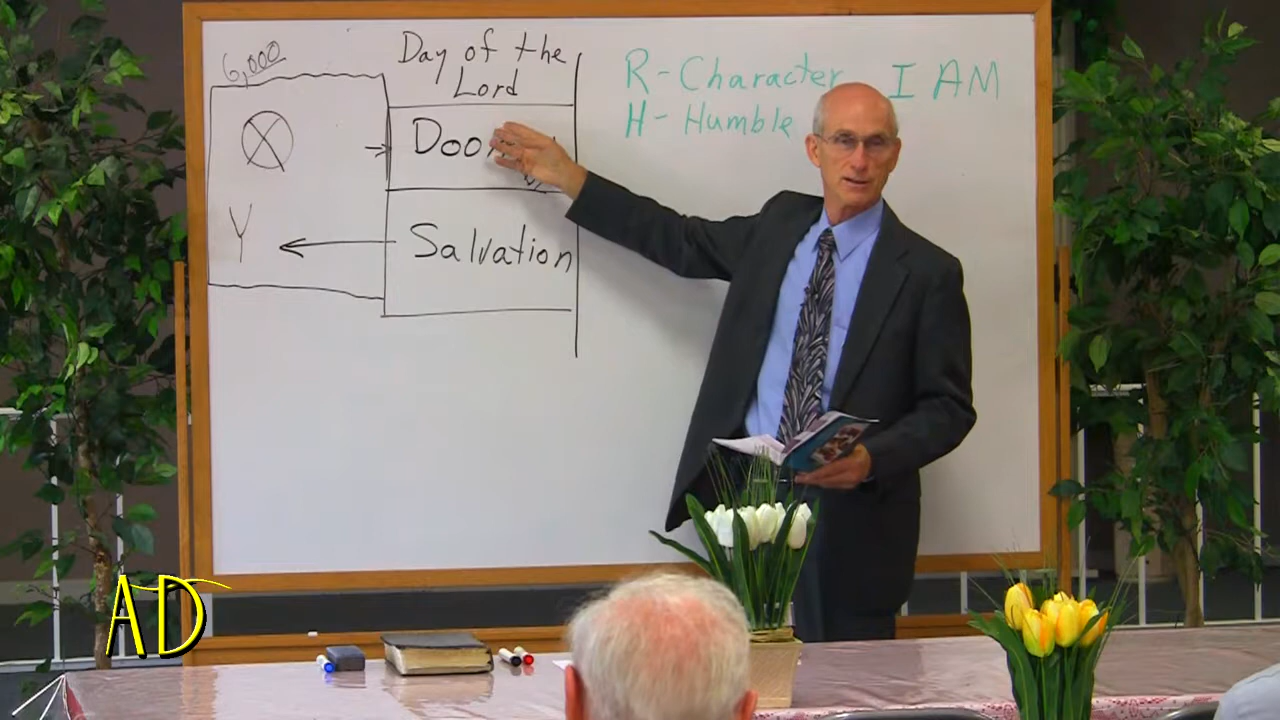 6,000
Day of the
Lord
R - Character I AM
H - Humble
Y
Salvation
AD